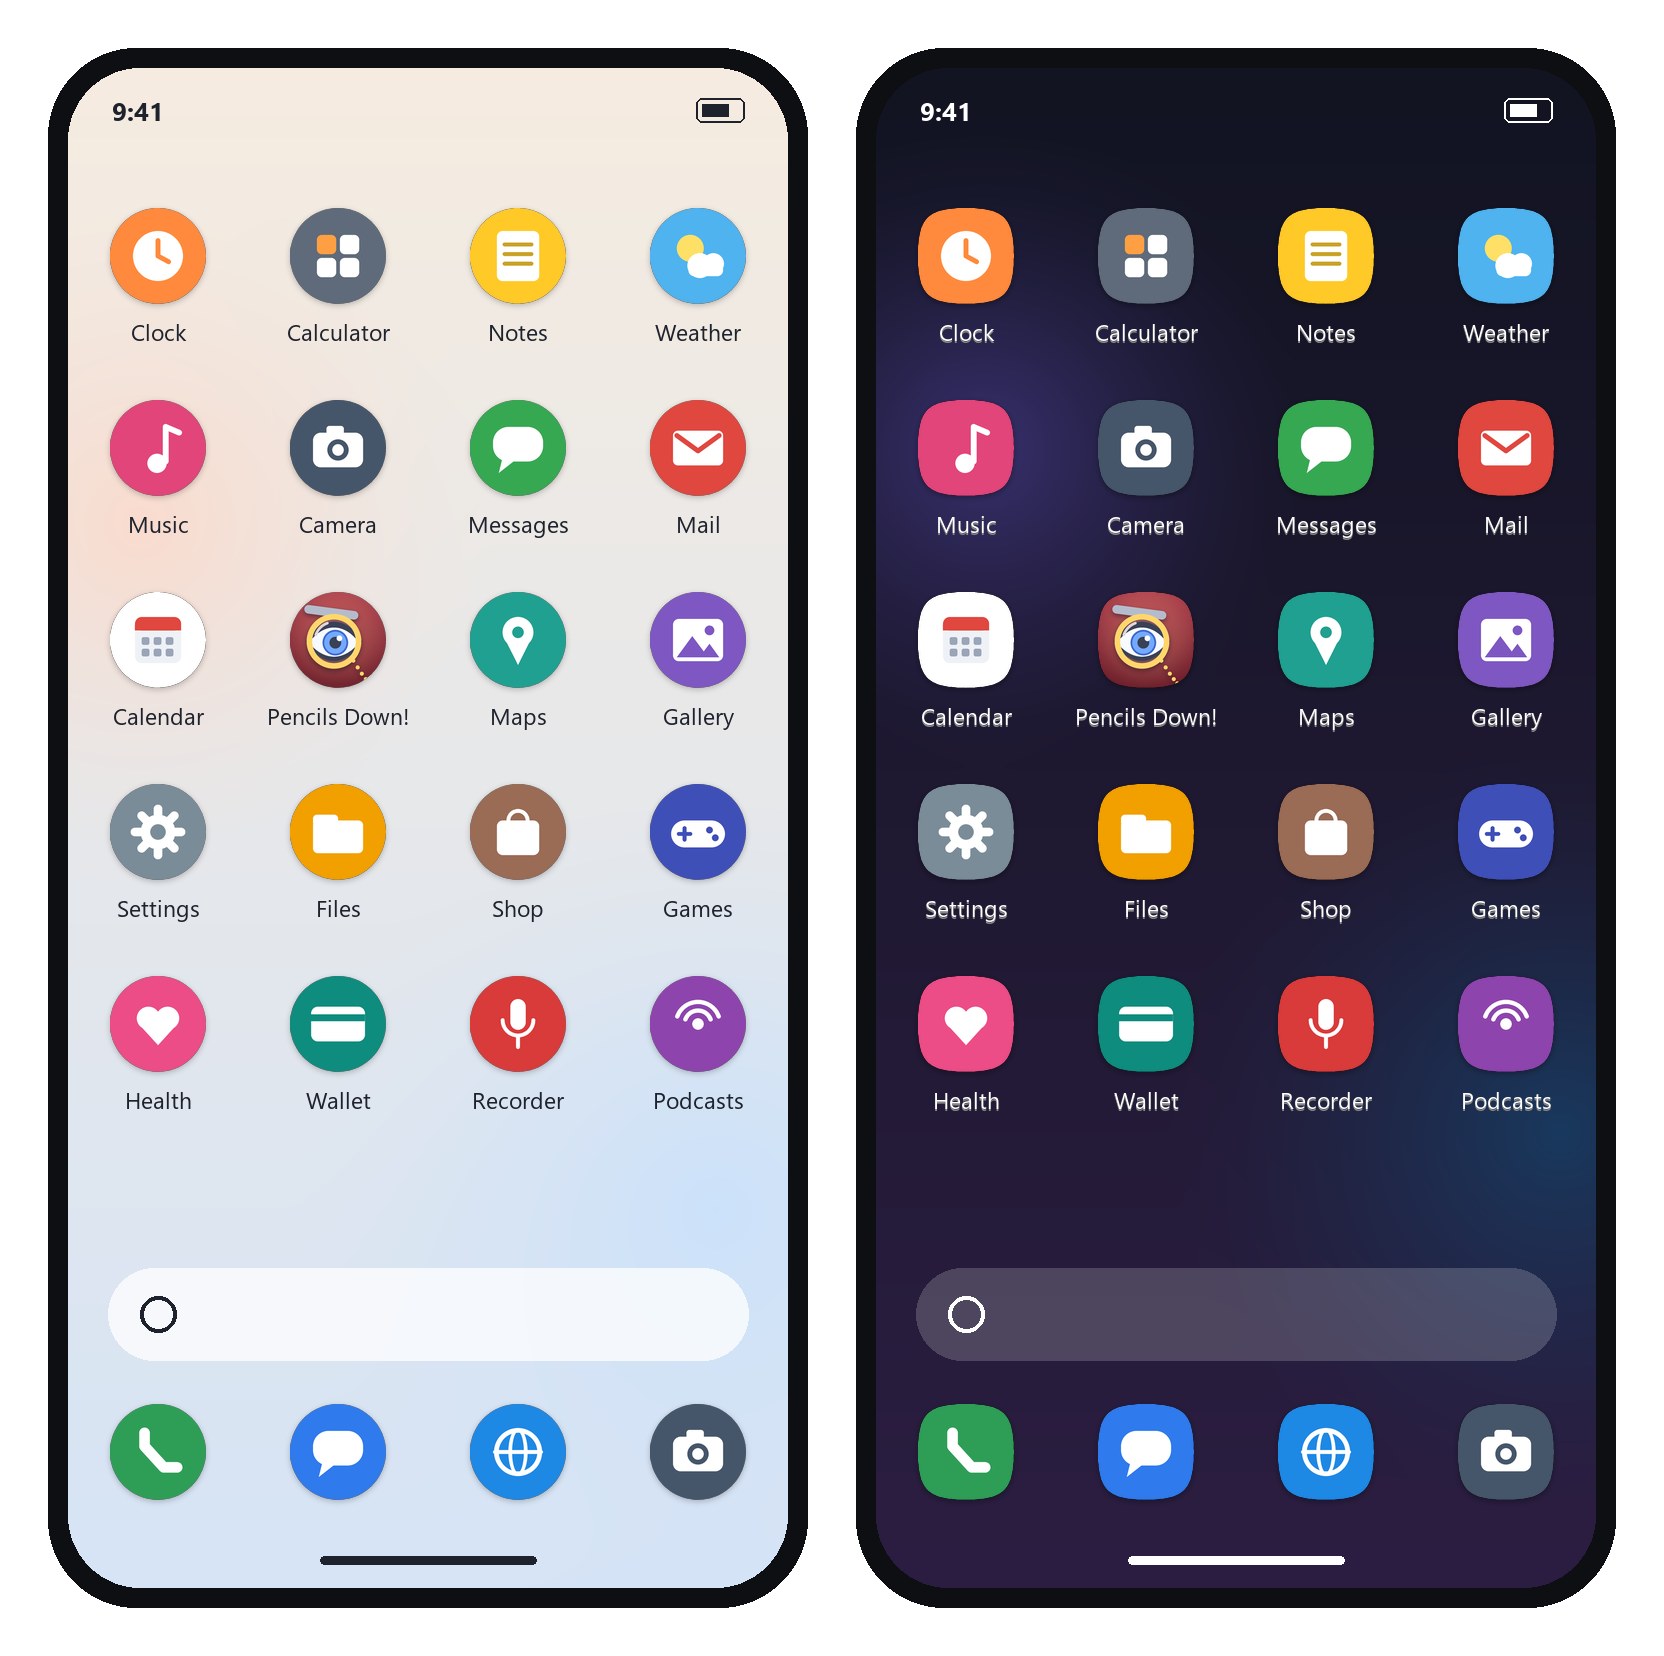 9:41
Clock Calculator Notes Weather
Music Camera Messages Mail
Calendar Pencils Down! Maps Gallery
Settings Files Shop Games
Health Wallet Recorder Podcasts
9:41
Clock Calculator Notes Weather
Music Camera Messages Mail
Calendar Pencils Down! Maps Gallery
Settings Files Shop Games
Health Wallet Recorder Podcasts